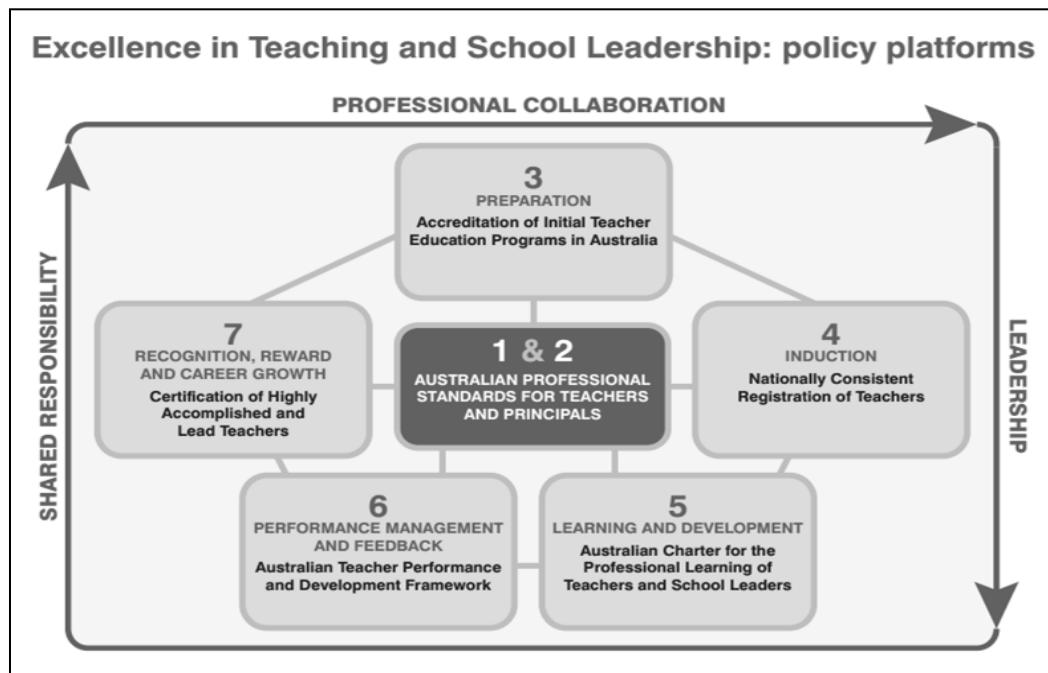 Excellence in Teaching and School Leadership: policy platforms
PROFESSIONAL COLLABORATION
SHARED RESPONSIBILITY
LEADERSHIP
3
PREPARATION
Accreditation of Initial Teacher
Education Programs in Australia
7
RECOGNITION, REWARD
AND CAREER GROWTH
Certification of Highly
Accomplished and
Lead Teachers
1 & 2
AUSTRALIAN PROFESSIONAL
STANDARDS FOR TEACHERS
AND PRINCIPALS
4
INDUCTION
Nationally Consistent
Registration of Teachers
6
PERFORMANCE MANAGEMENT
AND FEEDBACK
Australian Teacher Performance
and Development Framework
5
LEARNING AND DEVELOPMENT
Australian Charter for the
Professional Learning of
Teachers and School Leaders